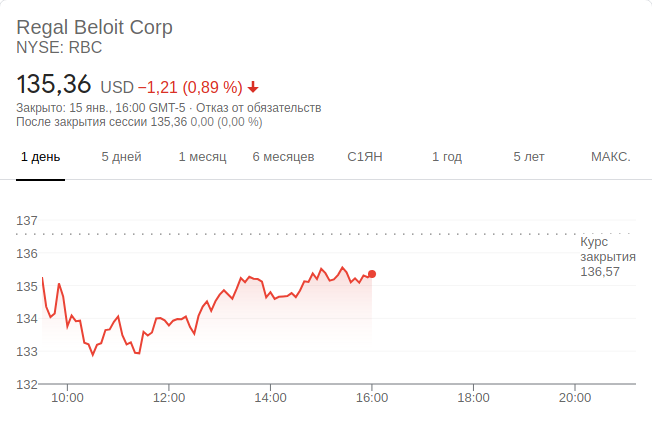 Regal Beloit Corp
NYSE: RBC
135,36 USD −1,21 (0,89 %)
Закрыто: 15 янв., 16:00 GMT-5 · Отказ от обязательств
После закрытия сессии 135,36 0,00 (0,00 %)
1 день 5 дней 1 месяц 6 месяцев С1ЯН 1 год 5 лет МАКС.
137
Курс
136
закрытия
136,57
135
134
133
132
10:00 12:00 14:00 16:00 18:00 20:00